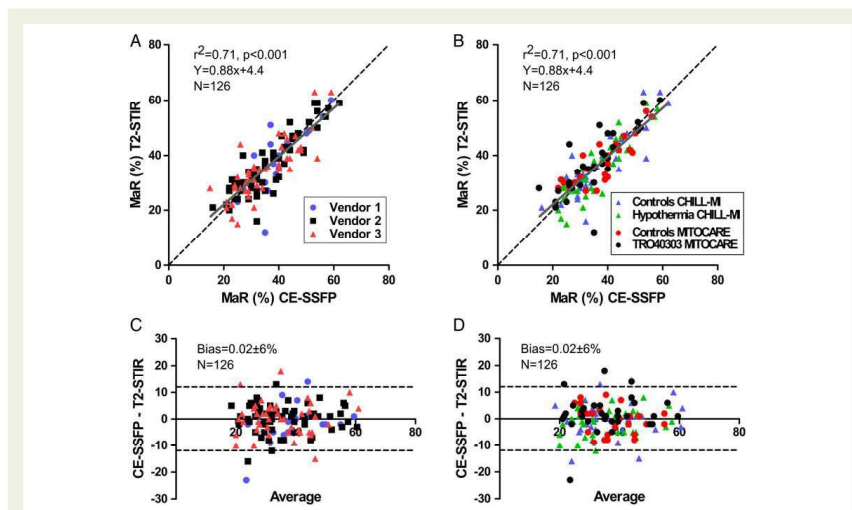 A
r²=0.71, p<0.001
Y=0.88x+4.4
N=126
MaR (%) T2-STIR
80
60
40
20
0
Vendor 1
Vendor 2
Vendor 3
0 20 40 60 80
MaR (%) CE-SSFP
B
r²=0.71, p<0.001
Y=0.88x+4.4
N=126
MaR (%) T2-STIR
80
60
40
20
0
Controls CHILL-MI
Hypothermia CHILL-MI
Controls MITOCARE
TRO40303 MITOCARE
0 20 40 60 80
MaR (%) CE-SSFP
C
Bias=0.02±6%
N=126
CE-SSFP - T2-STIR
30
20
10
0
-10
-20
-30
20 40 60 80
Average
D
Bias=0.02±6%
N=126
CE-SSFP - T2-STIR
30
20
10
0
-10
-20
-30
20 40 60 80
Average